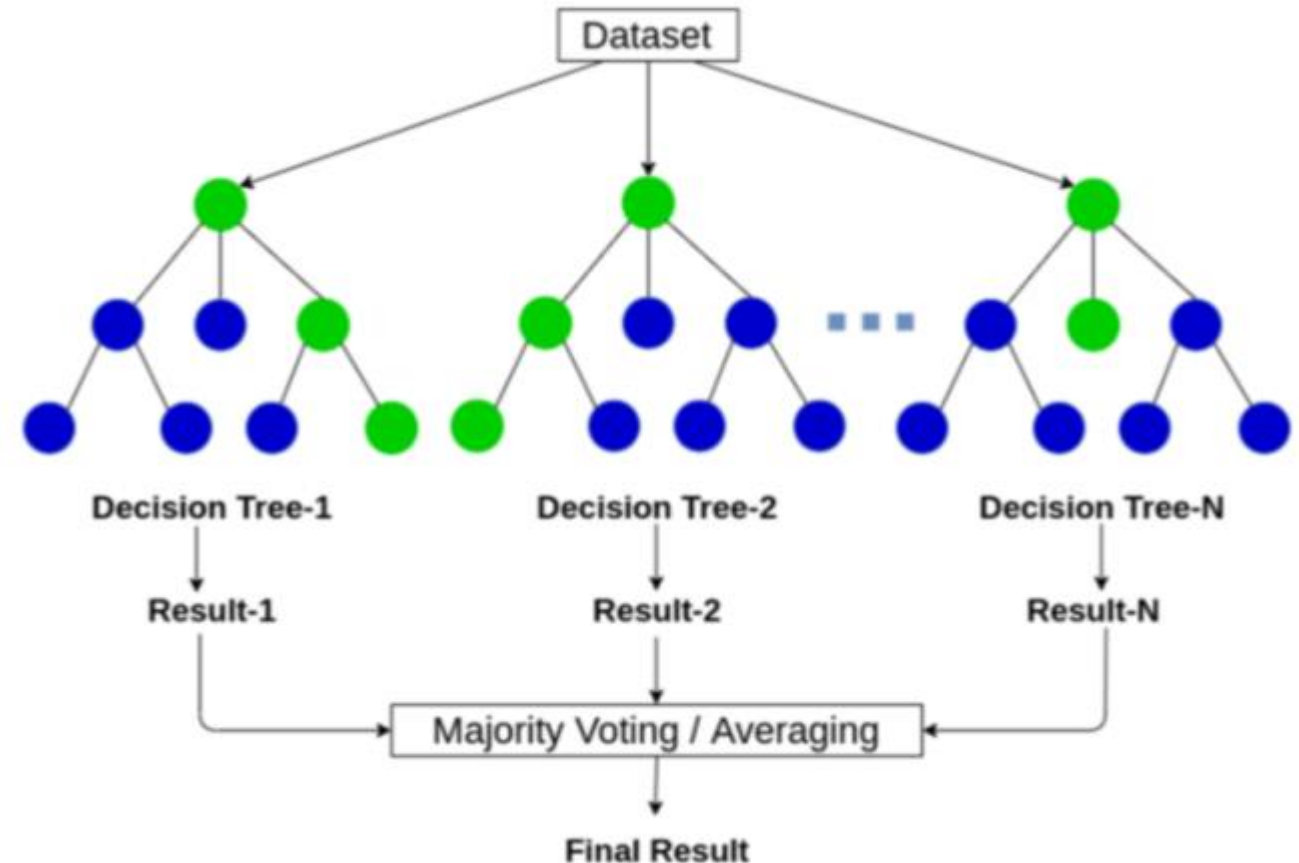 Dataset
Decision Tree-1
Decision Tree-2
Decision Tree-N
Result-1
Result-2
Result-N
Majority Voting / Averaging
Final Result